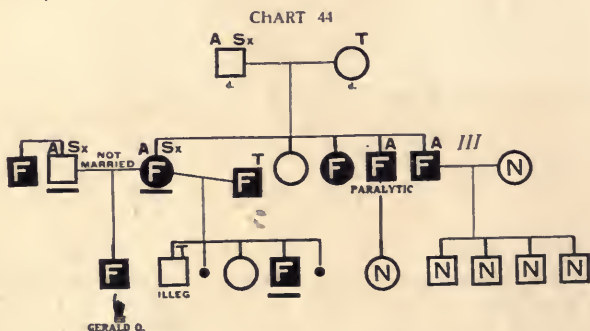 ChART 44
A Sx T
d. d.
A Sx NOT MARRIED A Sx T A A III
F F F F F F N
PARALYTIC
T
F F N N N N N
ILLEG
GERALD O.